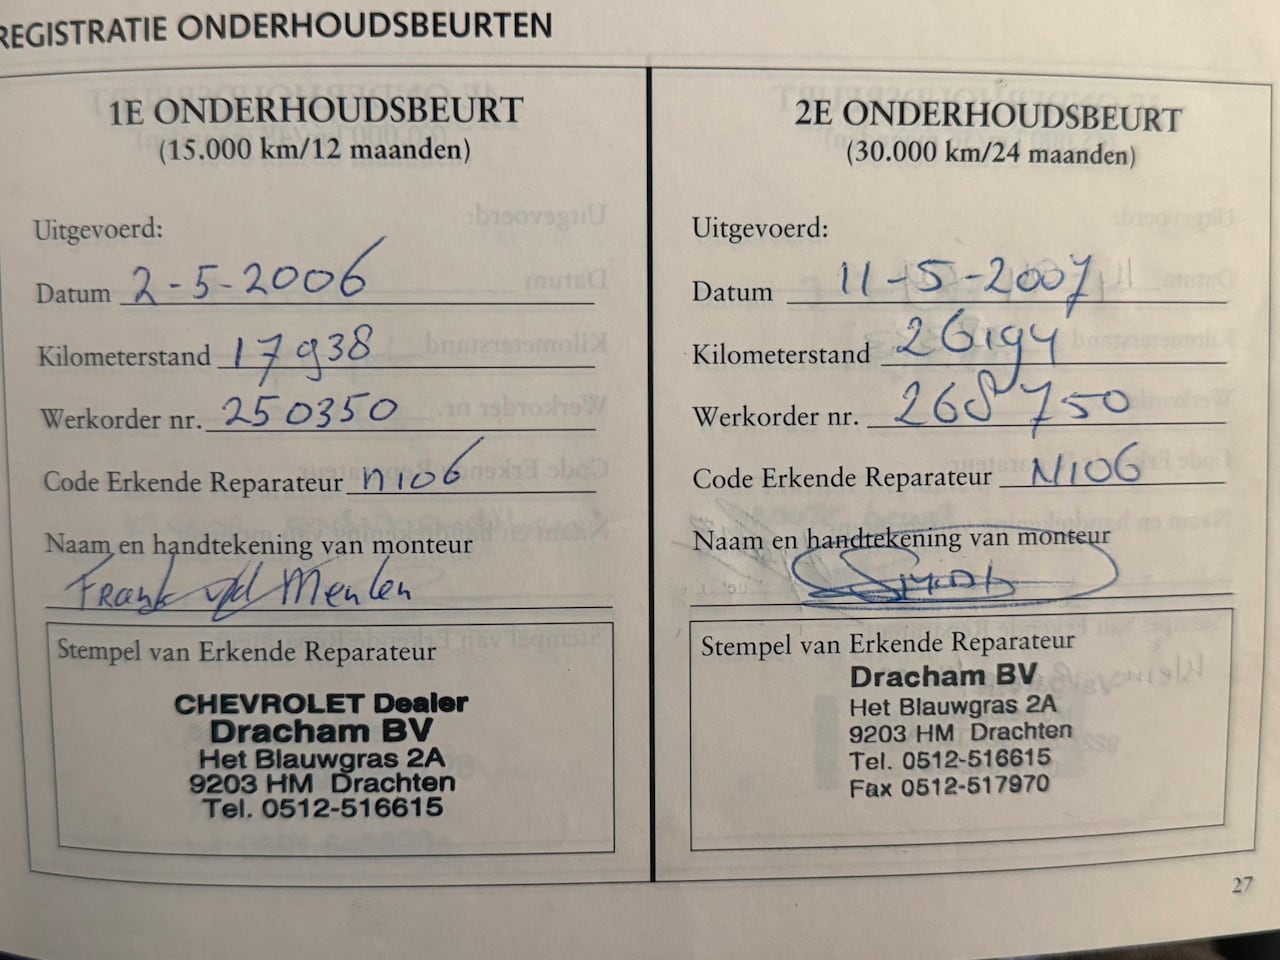 REGISTRATIE ONDERHOUDSBEURTEN
1E ONDERHOUDSBEURT
(15.000 km/12 maanden)
Uitgevoerd:
Datum 2-5-2006
Kilometerstand 17938
Werkorder nr. 250350
Code Erkende Reparateur n106
Naam en handtekening van monteur
Frank vd Meulen
Stempel van Erkende Reparateur
CHEVROLET Dealer
Dracham BV
Het Blauwgras 2A
9203 HM Drachten
Tel. 0512-516615
2E ONDERHOUDSBEURT
(30.000 km/24 maanden)
Uitgevoerd:
Datum 11-5-2007
Kilometerstand 26194
Werkorder nr. 268750
Code Erkende Reparateur N106
Naam en handtekening van monteur
Stempel van Erkende Reparateur
Dracham BV
Het Blauwgras 2A
9203 HM Drachten
Tel. 0512-516615
Fax 0512-517970
27